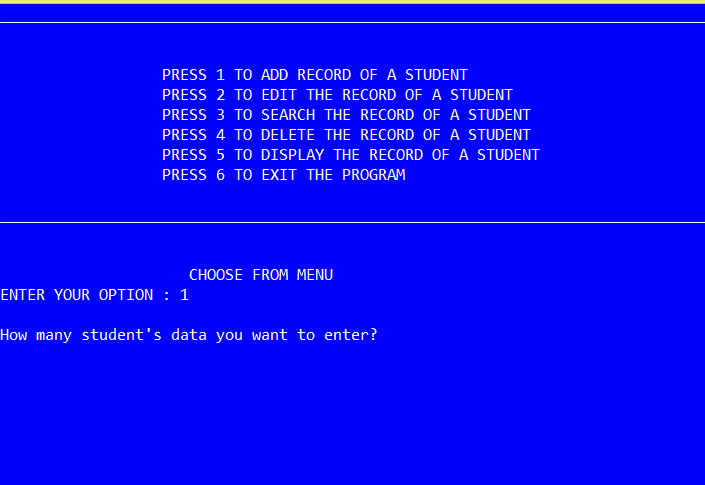 PRESS 1 TO ADD RECORD OF A STUDENT
PRESS 2 TO EDIT THE RECORD OF A STUDENT
PRESS 3 TO SEARCH THE RECORD OF A STUDENT
PRESS 4 TO DELETE THE RECORD OF A STUDENT
PRESS 5 TO DISPLAY THE RECORD OF A STUDENT
PRESS 6 TO EXIT THE PROGRAM
CHOOSE FROM MENU
ENTER YOUR OPTION : 1
How many student's data you want to enter?